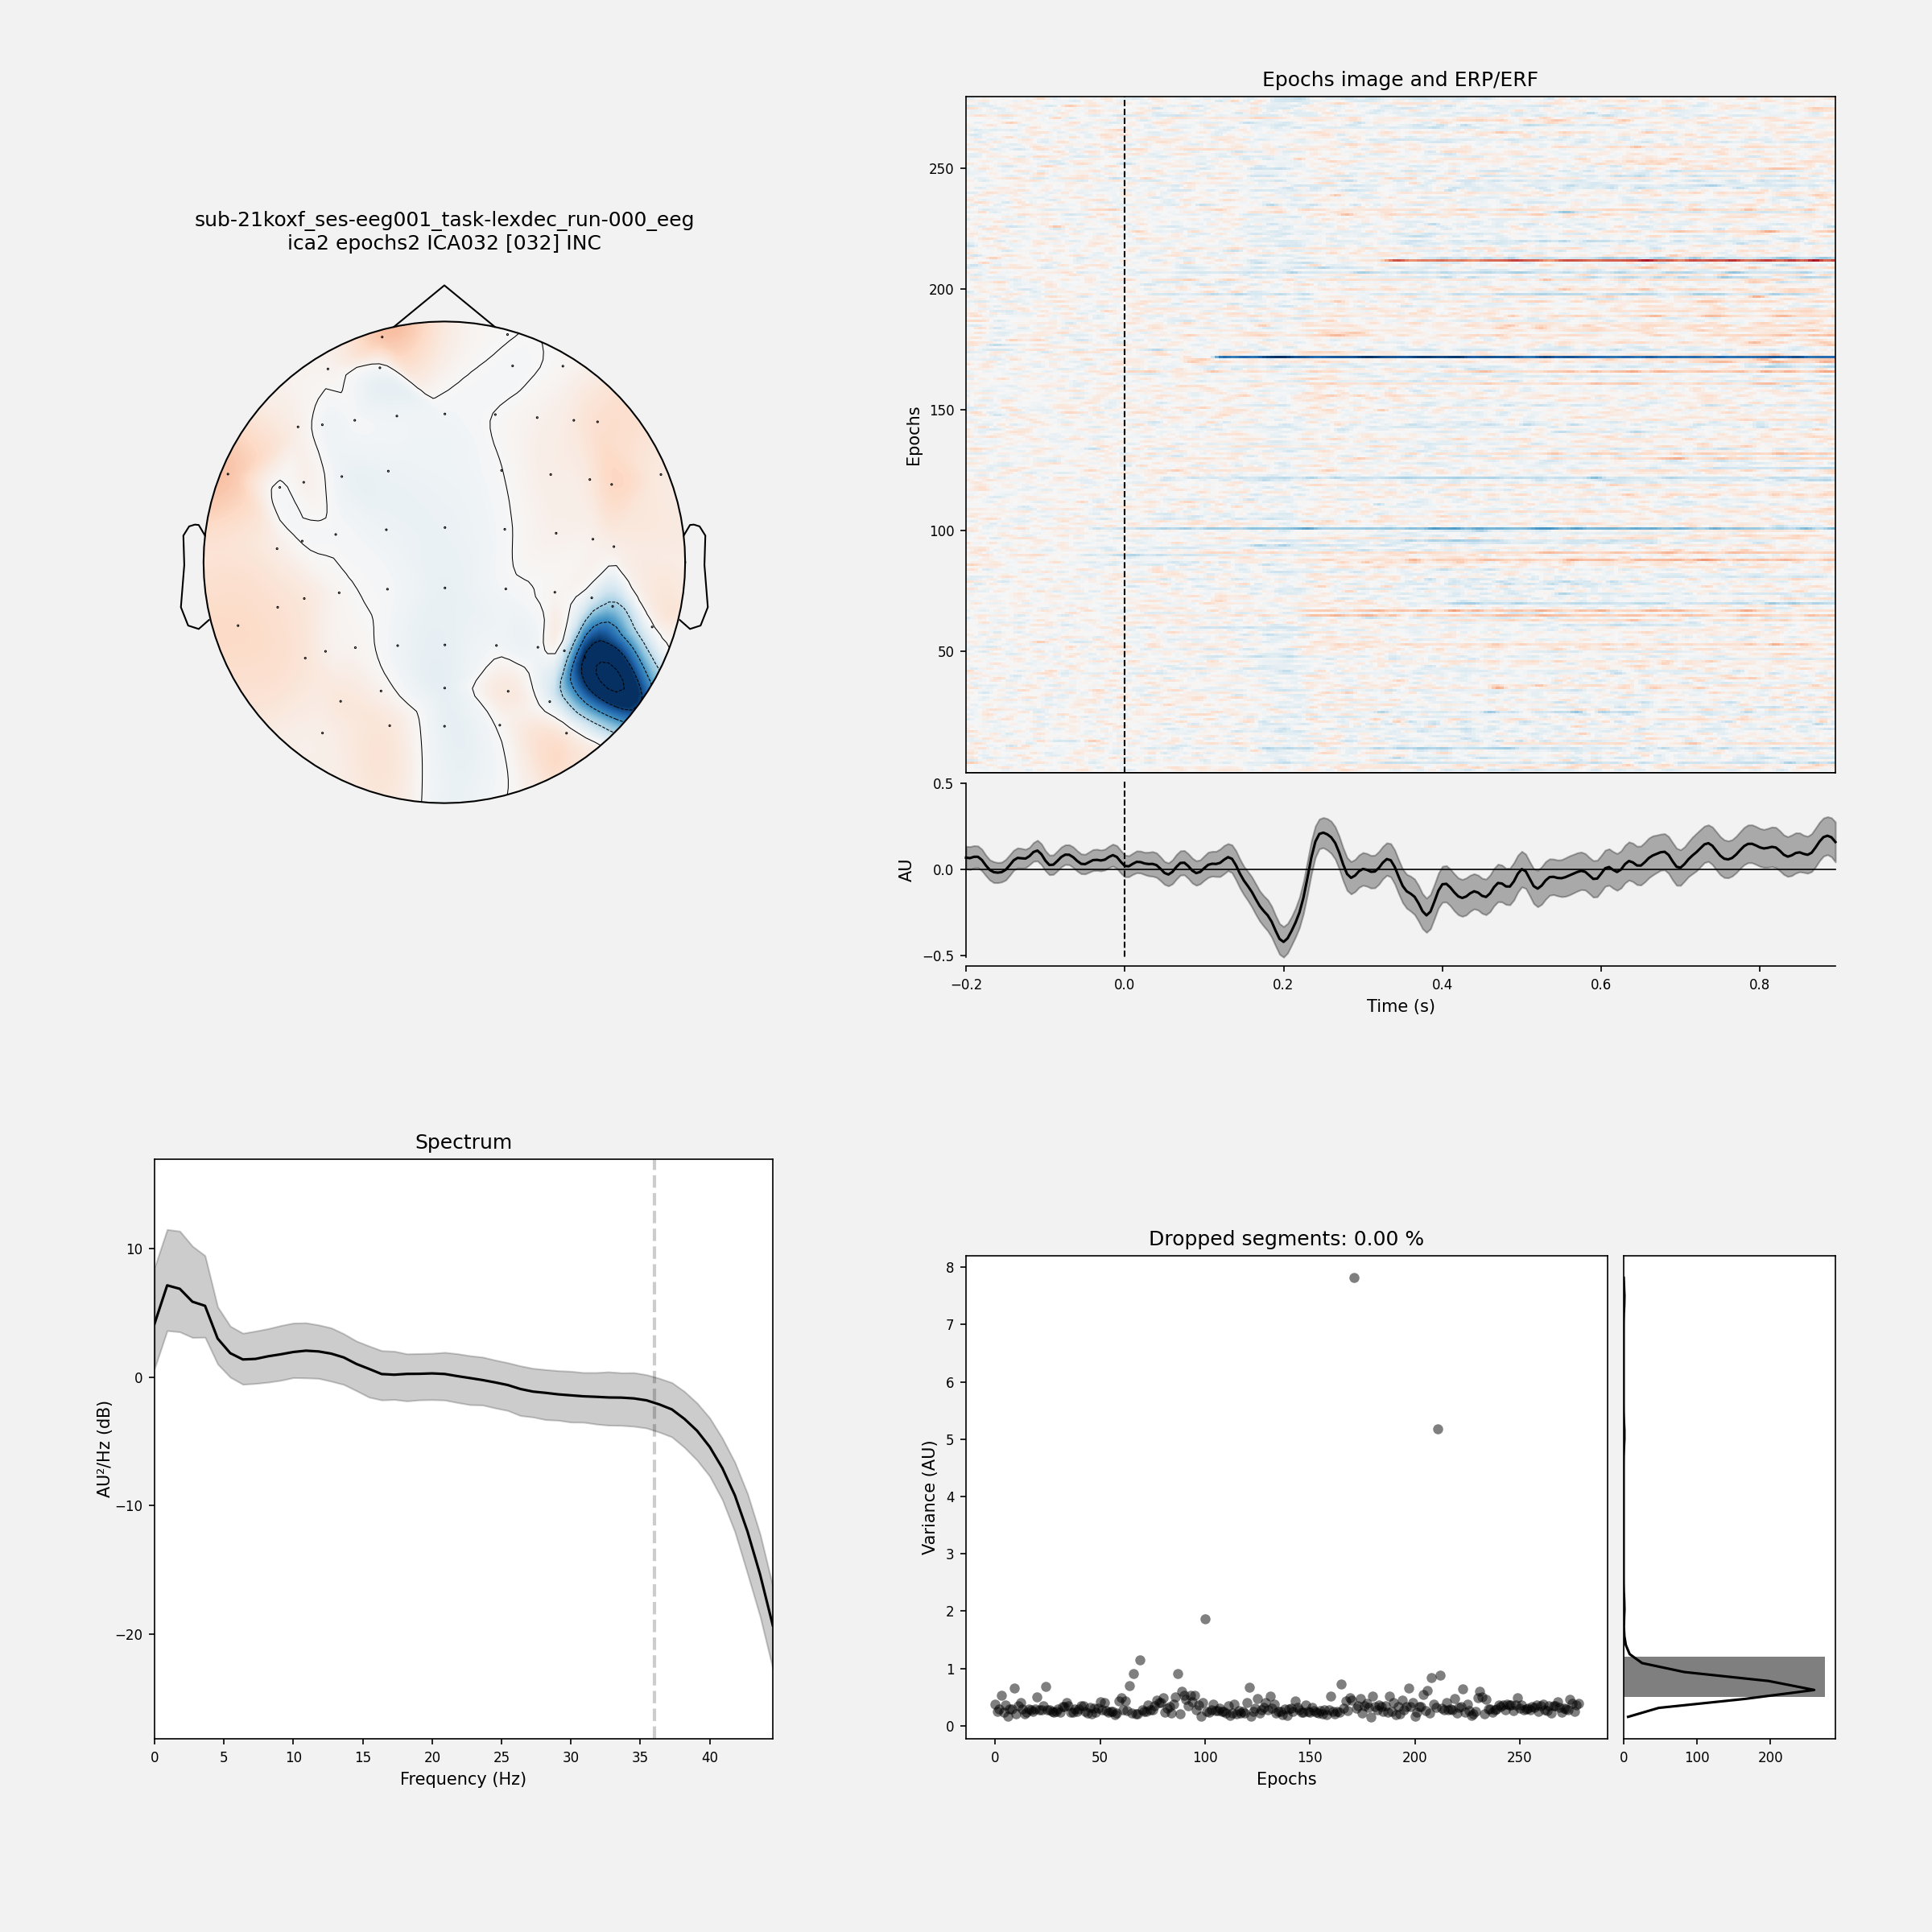 sub-21koxf_ses-eeg001_task-lexdec_run-000_eeg
ica2 epochs2 ICA032 [032] INC
Epochs image and ERP/ERF
250
200
150
100
50
Epochs
0.5
0.0
−0.5
AU
−0.2 0.0 0.2 0.4 0.6 0.8
Time (s)
Spectrum
10
0
−10
−20
AU²/Hz (dB)
0 5 10 15 20 25 30 35 40
Frequency (Hz)
Dropped segments: 0.00 %
8
7
6
5
4
3
2
1
0
Variance (AU)
0 50 100 150 200 250
Epochs
0 100 200